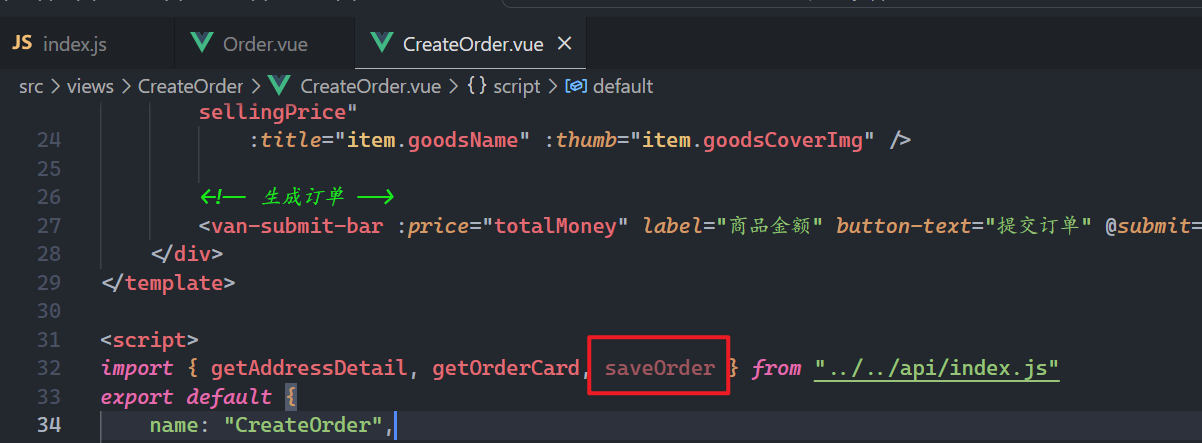 JS index.js Order.vue CreateOrder.vue ×
src > views > CreateOrder > CreateOrder.vue > {} script > default
sellingPrice"
24 :title="item.goodsName" :thumb="item.goodsCoverImg" />
25
26 <!-- 生成订单 -->
27 <van-submit-bar :price="totalMoney" label="商品金额" button-text="提交订单" @submit=
28 </div>
29 </template>
30
31 <script>
32 import { getAddressDetail, getOrderCard, saveOrder } from "../../api/index.js"
33 export default {
34 name: "CreateOrder",